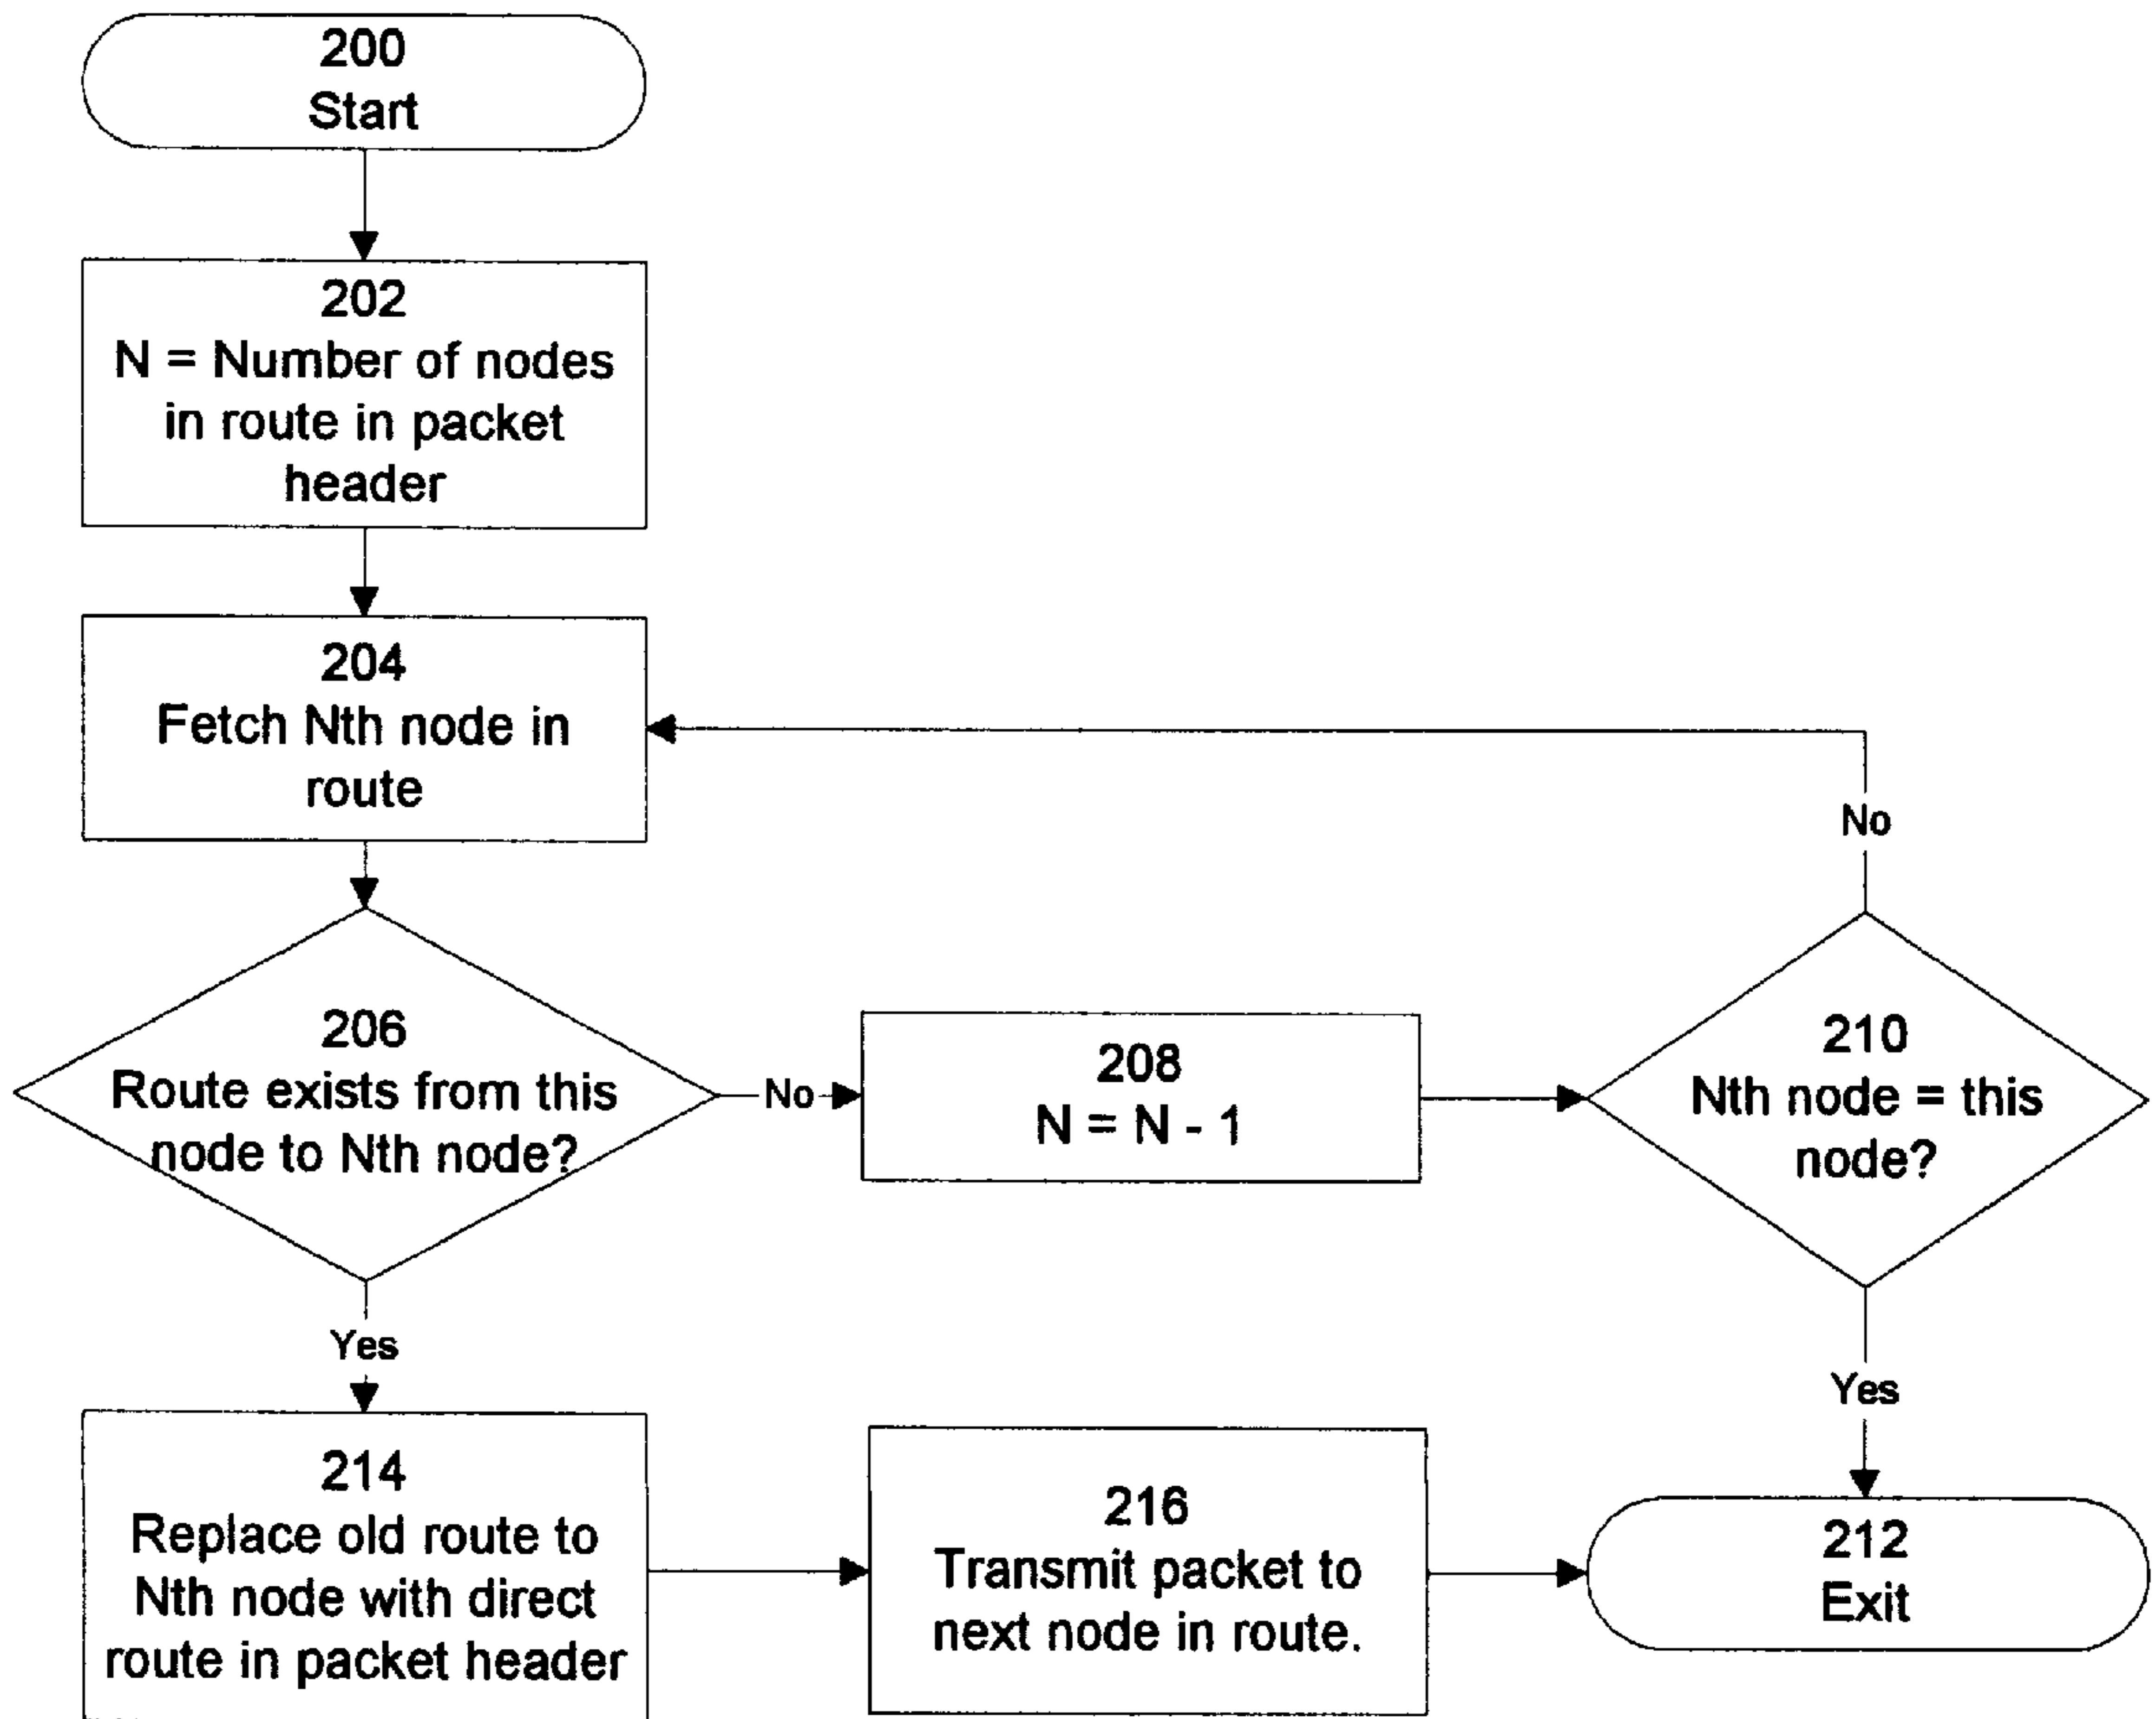 200
Start
202
N = Number of nodes
in route in packet
header
204
Fetch Nth node in
route
No
206
Route exists from this
node to Nth node?
No
208
N = N - 1
210
Nth node = this
node?
Yes
Yes
214
Replace old route to
Nth node with direct
route in packet header
216
Transmit packet to
next node in route.
212
Exit